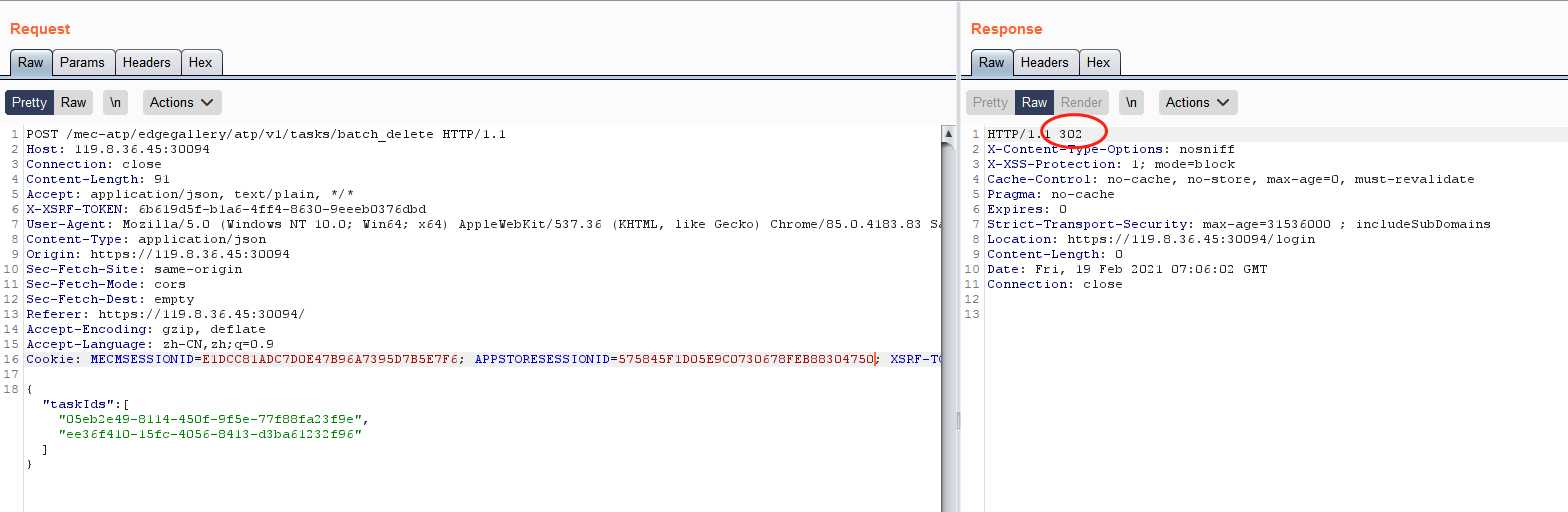 Request
Raw Params Headers Hex
Pretty Raw \n Actions
1 POST /mec-atp/edgegallery/atp/v1/tasks/batch_delete HTTP/1.1
2 Host: 119.8.36.45:30094
3 Connection: close
4 Content-Length: 91
5 Accept: application/json, text/plain, */*
6 X-XSRF-TOKEN: 6b619d5f-b1a6-4ff4-8630-9eeeb0376dbd
7 User-Agent: Mozilla/5.0 (Windows NT 10.0; Win64; x64) AppleWebKit/537.36 (KHTML, like Gecko) Chrome/85.0.4183.83 Sa
8 Content-Type: application/json
9 Origin: https://119.8.36.45:30094
10 Sec-Fetch-Site: same-origin
11 Sec-Fetch-Mode: cors
12 Sec-Fetch-Dest: empty
13 Referer: https://119.8.36.45:30094/
14 Accept-Encoding: gzip, deflate
15 Accept-Language: zh-CN,zh;q=0.9
16 Cookie: MECMSESSIONID=E1DCC81ADC7D0E47B96A7395D7B5E7F6; APPSTORESESSIONID=575845F1D05E9C0730678FEB88304750; XSRF-TO
17
18 {
"taskIds":[
"05eb2e49-8114-450f-9f5e-77f88fa23f9e",
"ee36f410-15fc-4056-8413-d3ba61232f96"
]
}
Response
Raw Headers Hex
Pretty Raw Render \n Actions
1 HTTP/1.1 302
2 X-Content-Type-Options: nosniff
3 X-XSS-Protection: 1; mode=block
4 Cache-Control: no-cache, no-store, max-age=0, must-revalidate
5 Pragma: no-cache
6 Expires: 0
7 Strict-Transport-Security: max-age=31536000 ; includeSubDomains
8 Location: https://119.8.36.45:30094/login
9 Content-Length: 0
10 Date: Fri, 19 Feb 2021 07:06:02 GMT
11 Connection: close
12
13